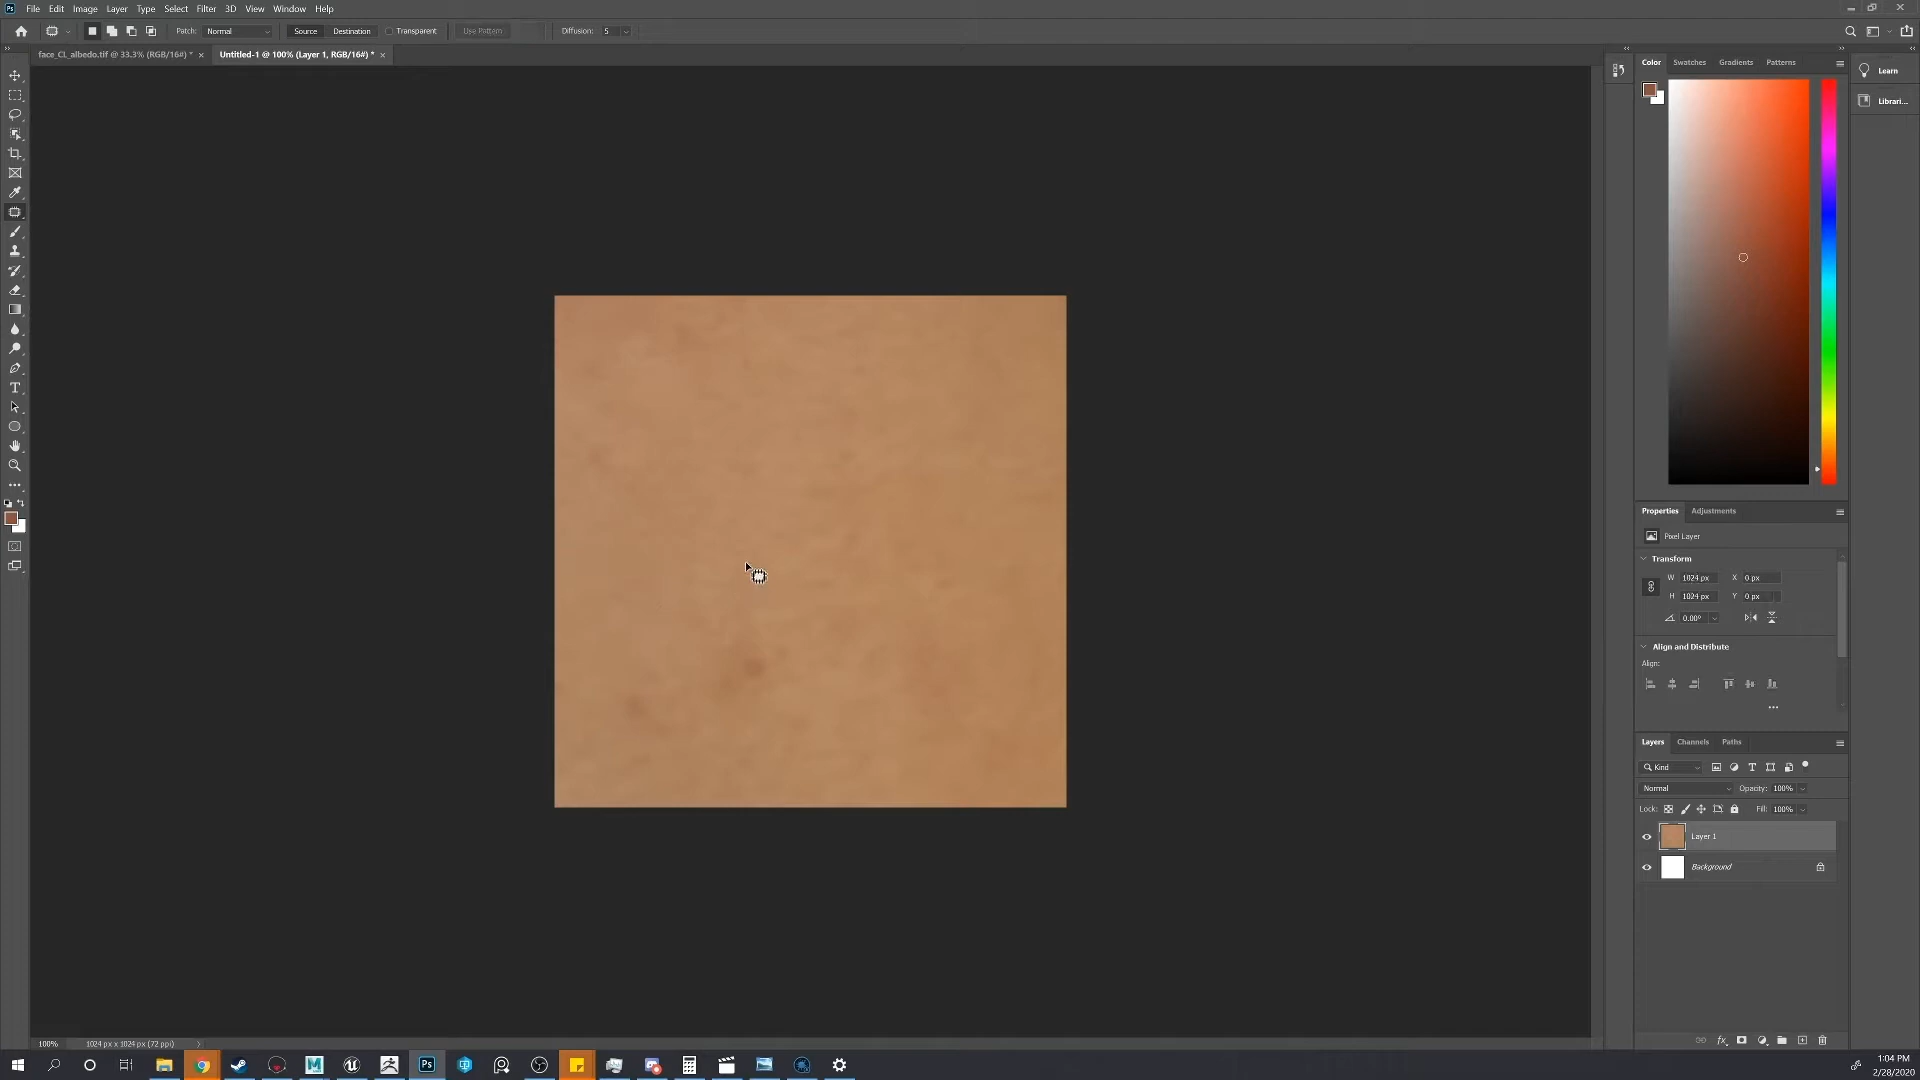 Ps File Edit Image Layer Type Select Filter 3D View Window Help
Patch: Normal Source Destination Transparent Use Pattern Diffusion: 5
face_CL_albedo.tif @ 33.3% (RGB/16#) * × Untitled-1 @ 100% (Layer 1, RGB/16#) * ×
Color Swatches Gradients Patterns
Learn
Librari...
Properties Adjustments
Pixel Layer
Transform
W 1024 px X 0 px
H 1024 px Y 0 px
0.00°
Align and Distribute
Align:
Layers Channels Paths
Kind
Normal Opacity: 100%
Lock: Fill: 100%
Layer 1
Background
100% 1024 px x 1024 px (72 ppi)
Ps
1:04 PM
2/28/2020